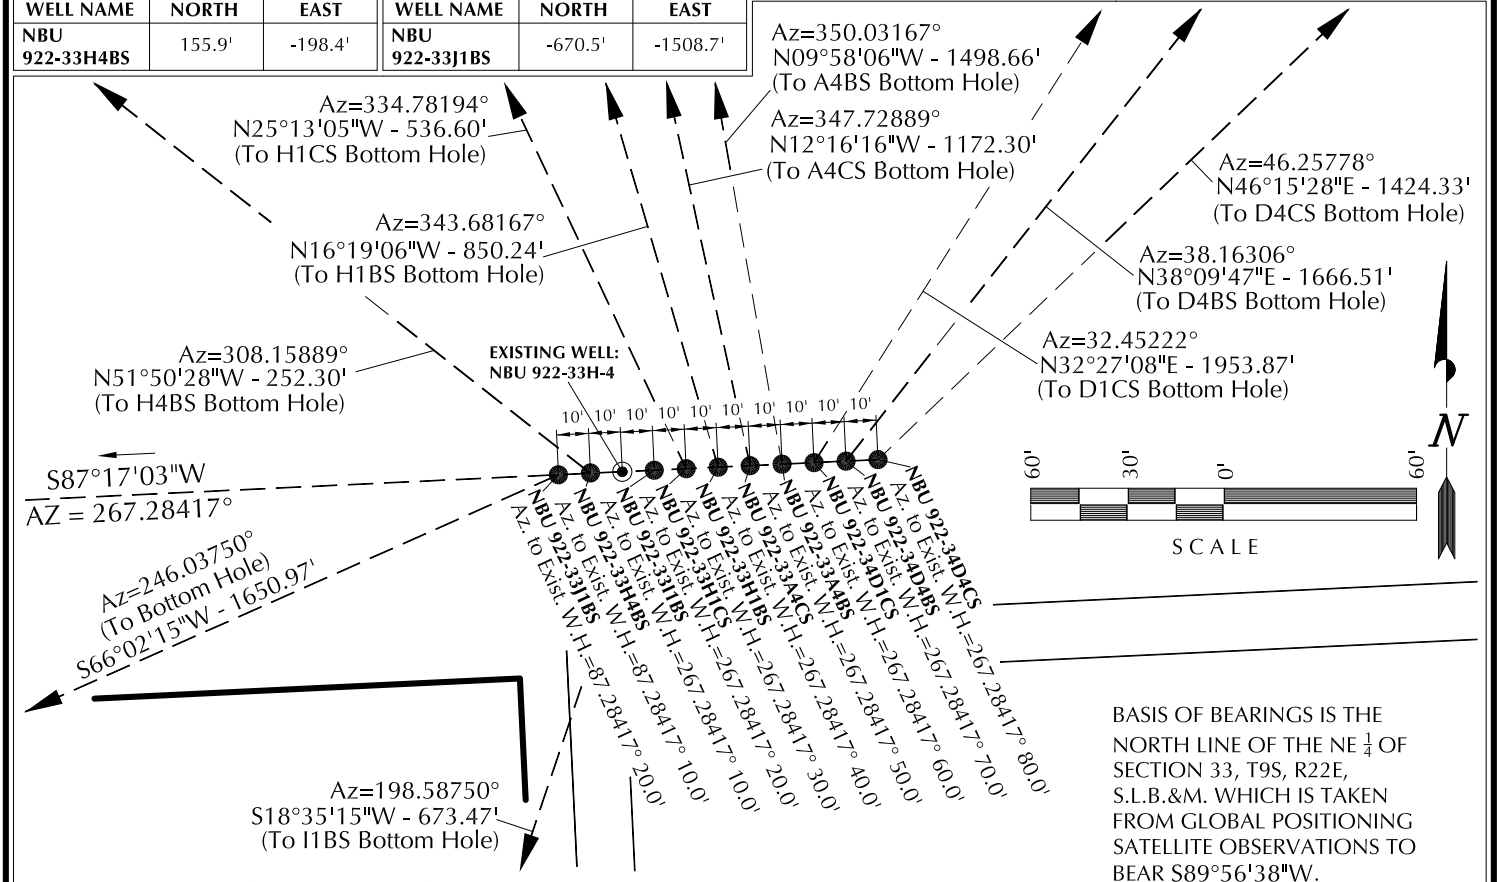 WELL NAME NORTH EAST
NBU 922-33H4BS 155.9' -198.4'
WELL NAME NORTH EAST
NBU 922-33J1BS -670.5' -1508.7'
Az=350.03167°
N09°58'06"W - 1498.66'
(To A4BS Bottom Hole)
Az=334.78194°
N25°13'05"W - 536.60'
(To H1CS Bottom Hole)
Az=347.72889°
N12°16'16"W - 1172.30'
(To A4CS Bottom Hole)
Az=46.25778°
N46°15'28"E - 1424.33'
(To D4CS Bottom Hole)
Az=343.68167°
N16°19'06"W - 850.24'
(To H1BS Bottom Hole)
Az=38.16306°
N38°09'47"E - 1666.51'
(To D4BS Bottom Hole)
Az=32.45222°
N32°27'08"E - 1953.87'
(To D1CS Bottom Hole)
Az=308.15889°
N51°50'28"W - 252.30'
(To H4BS Bottom Hole)
EXISTING WELL:
NBU 922-33H-4
10' 10' 10' 10' 10' 10' 10' 10' 10' 10'
S87°17'03"W
AZ = 267.28417°
N
60' 30' 0' 60'
SCALE
Az=246.03750°
(To Bottom Hole)
S66°02'15"W - 1650.97'
NBU 922-33J1BS
Az. to Exist. W.H.=87.28417° 20.0'
NBU 922-33H4BS
Az. to Exist. W.H.=87.28417° 10.0'
NBU 922-33I1BS
Az. to Exist. W.H.=267.28417° 10.0'
NBU 922-33H1CS
Az. to Exist. W.H.=267.28417° 20.0'
NBU 922-33H1BS
Az. to Exist. W.H.=267.28417° 30.0'
NBU 922-33A4CS
Az. to Exist. W.H.=267.28417° 40.0'
NBU 922-33A4BS
Az. to Exist. W.H.=267.28417° 50.0'
NBU 922-34D1CS
Az. to Exist. W.H.=267.28417° 60.0'
NBU 922-34D4BS
Az. to Exist. W.H.=267.28417° 70.0'
NBU 922-34D4CS
Az. to Exist. W.H.=267.28417° 80.0'
Az=198.58750°
S18°35'15"W - 673.47'
(To I1BS Bottom Hole)
BASIS OF BEARINGS IS THE
NORTH LINE OF THE NE 1/4 OF
SECTION 33, T9S, R22E,
S.L.B.&M. WHICH IS TAKEN
FROM GLOBAL POSITIONING
SATELLITE OBSERVATIONS TO
BEAR S89°56'38"W.